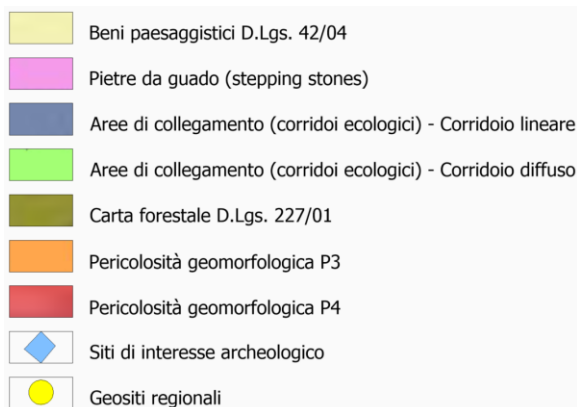 Beni paesaggistici D.Lgs. 42/04
Pietre da guado (stepping stones)
Aree di collegamento (corridoi ecologici) - Corridoio lineare
Aree di collegamento (corridoi ecologici) - Corridoio diffuso
Carta forestale D.Lgs. 227/01
Pericolosità geomorfologica P3
Pericolosità geomorfologica P4
Siti di interesse archeologico
Geositi regionali